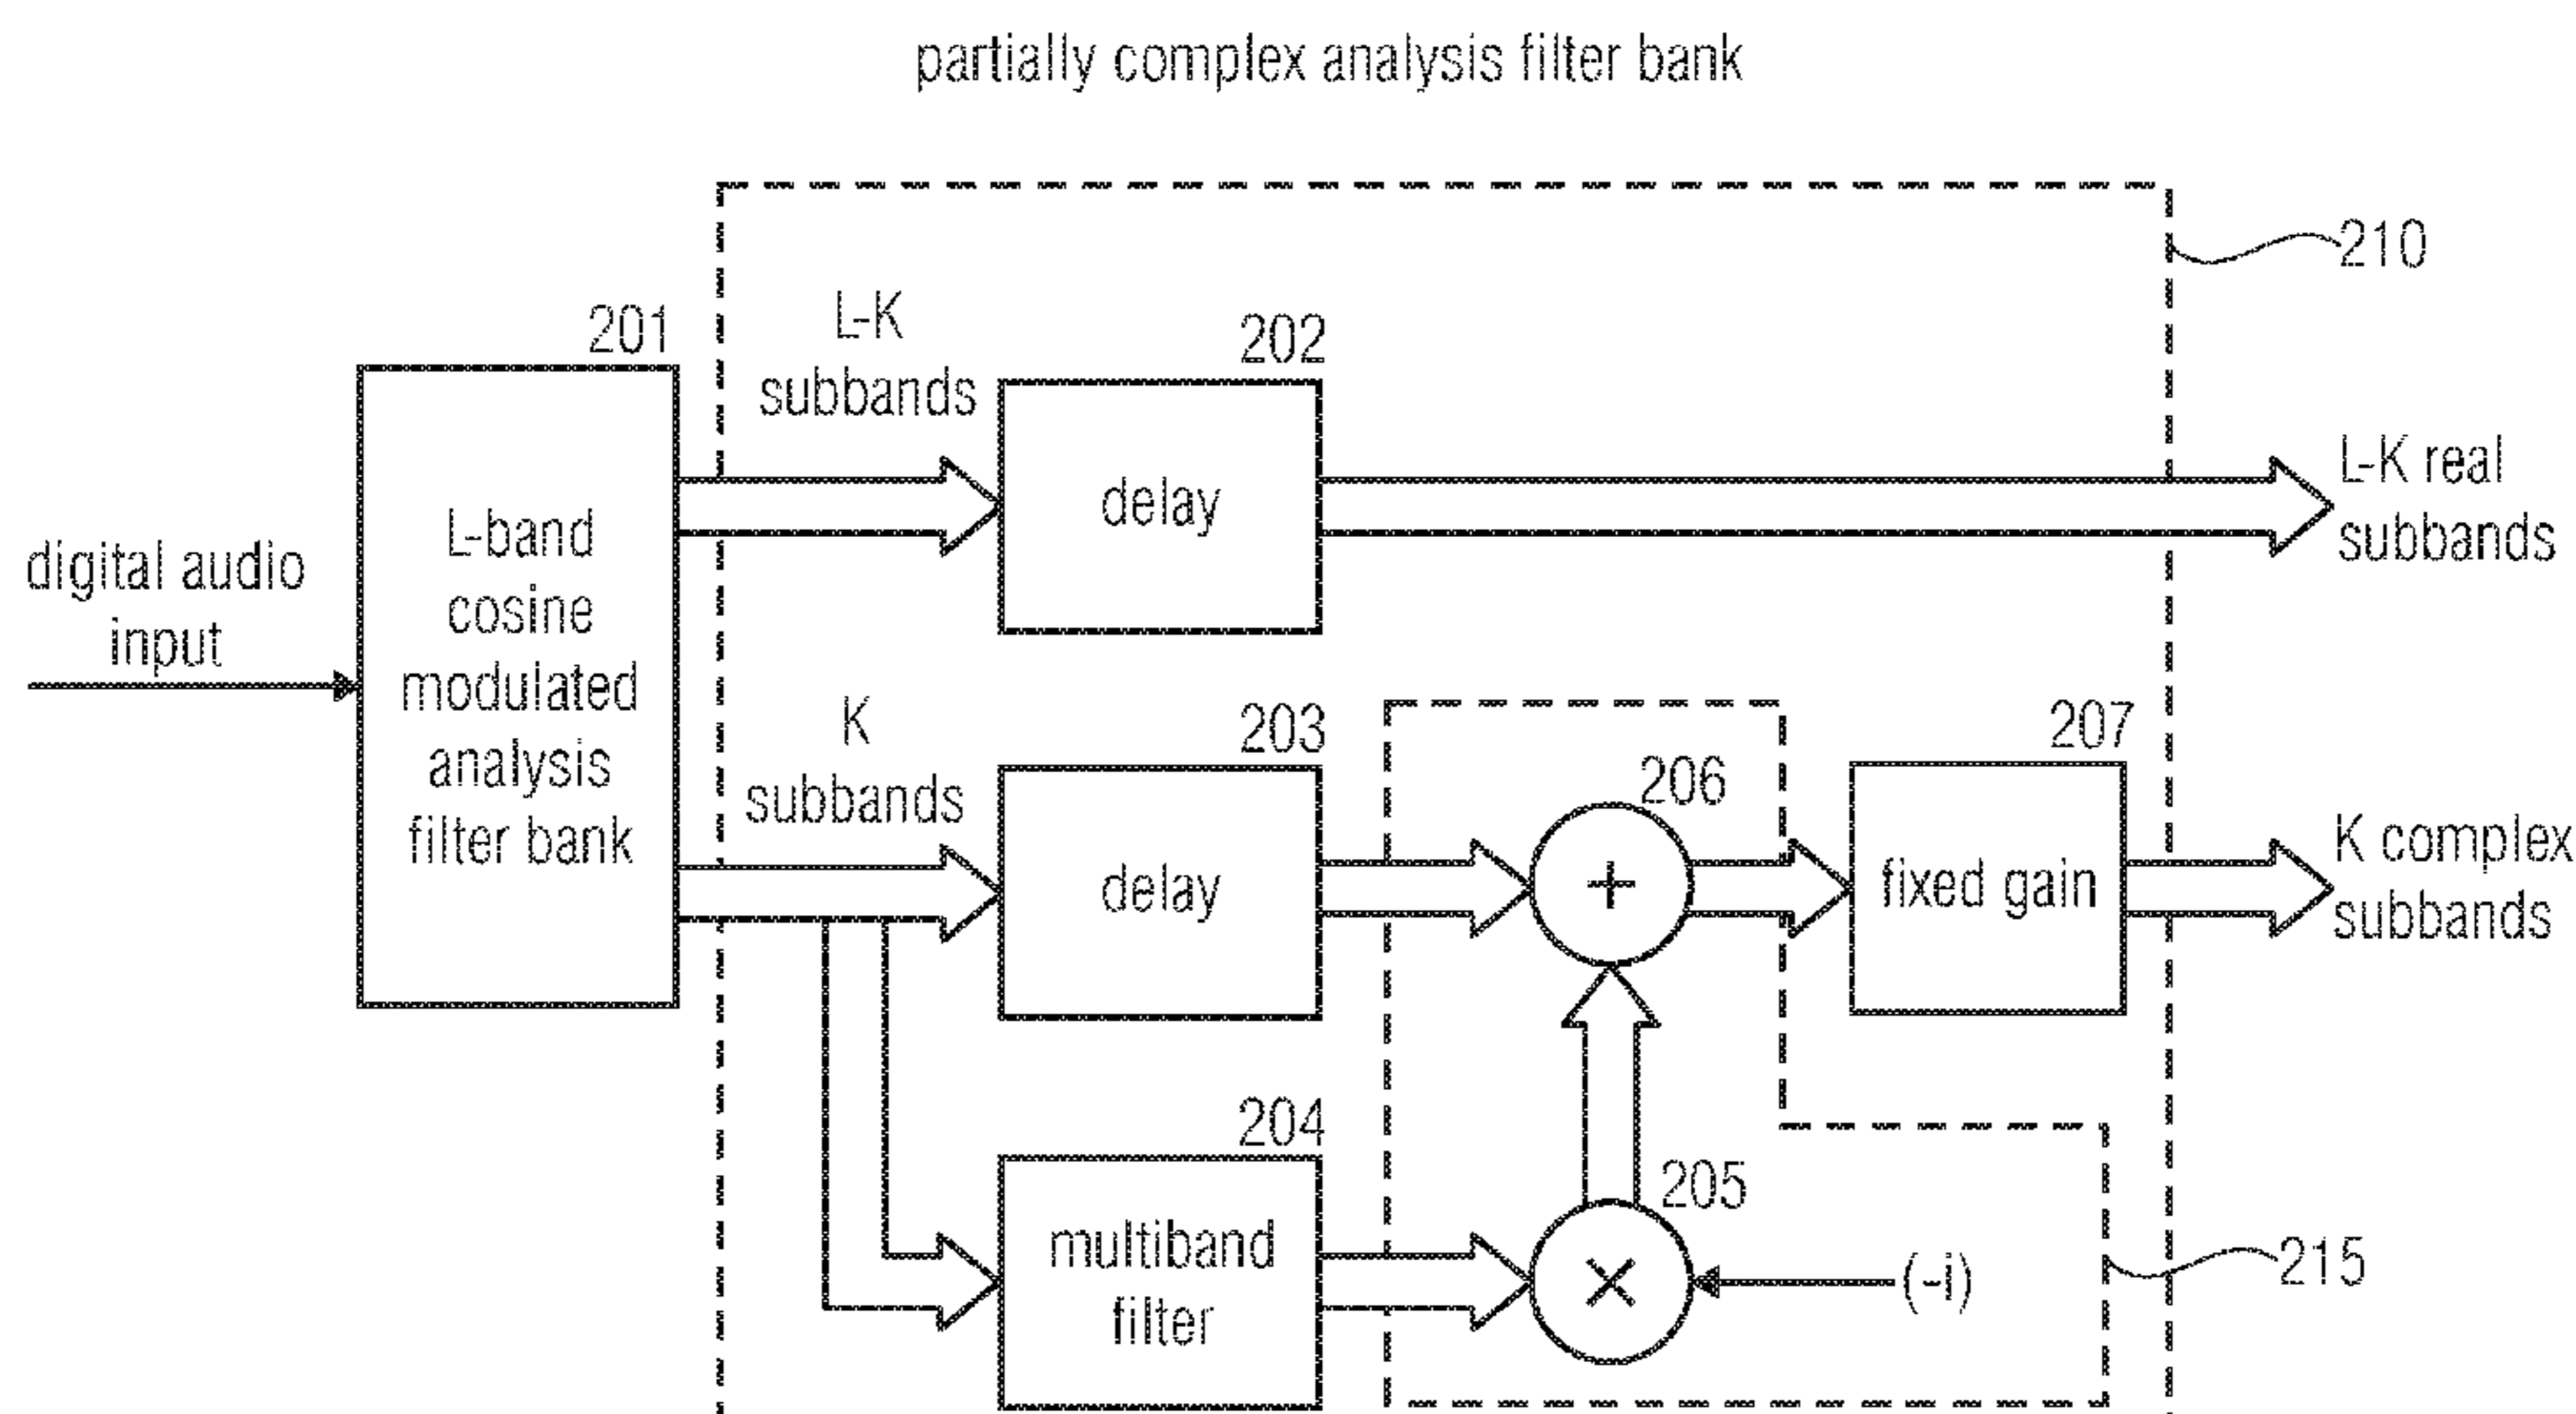 partially complex analysis filter bank
210
201
L-K
subbands
202
delay
L-K real
subbands
digital audio
input
L-band
cosine
modulated
analysis
filter bank
K
subbands
203
delay
206
+
207
fixed gain
K complex
subbands
204
multiband
filter
205
×
(-i)
215